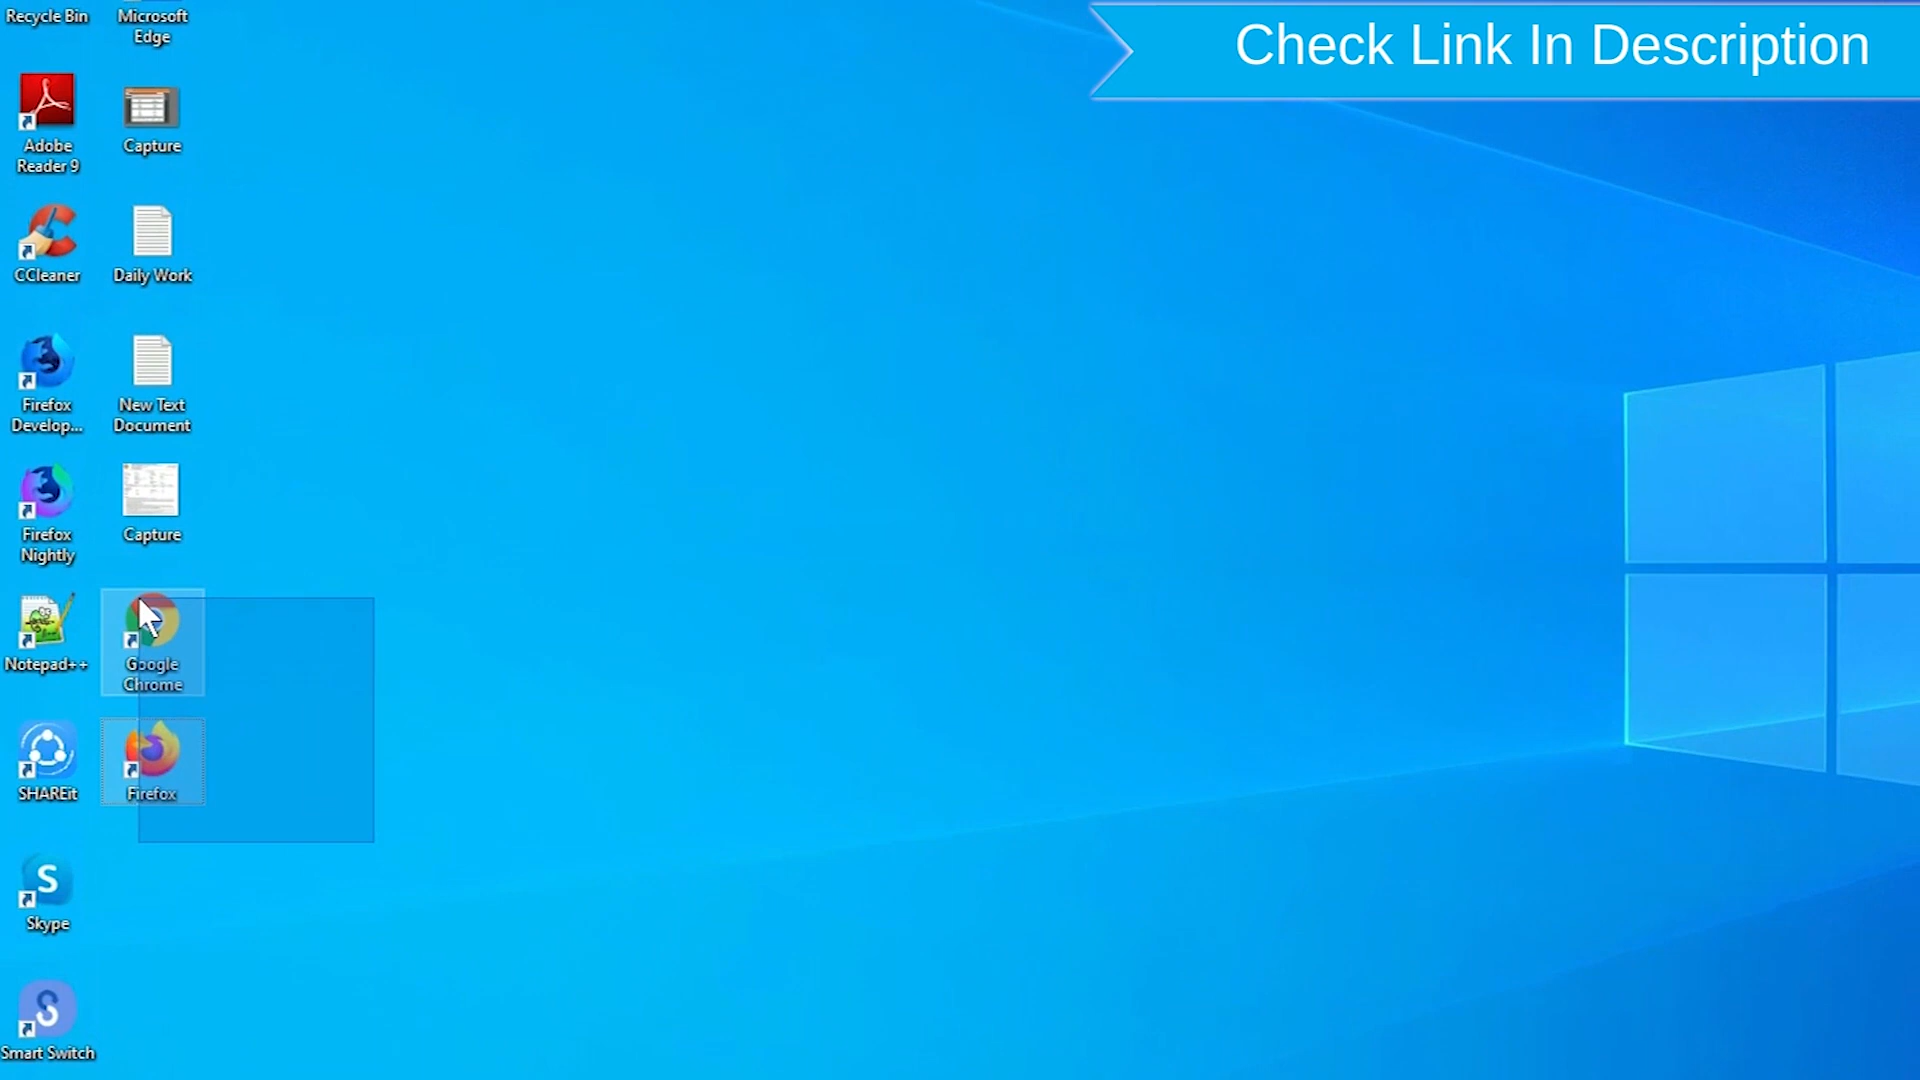 Recycle Bin
Microsoft
Edge
Check Link In Description
Adobe
Reader 9
Capture
CCleaner
Daily Work
Firefox
Develop...
New Text
Document
Firefox
Nightly
Capture
Notepad++
Google
Chrome
SHAREit
Firefox
Skype
Smart Switch